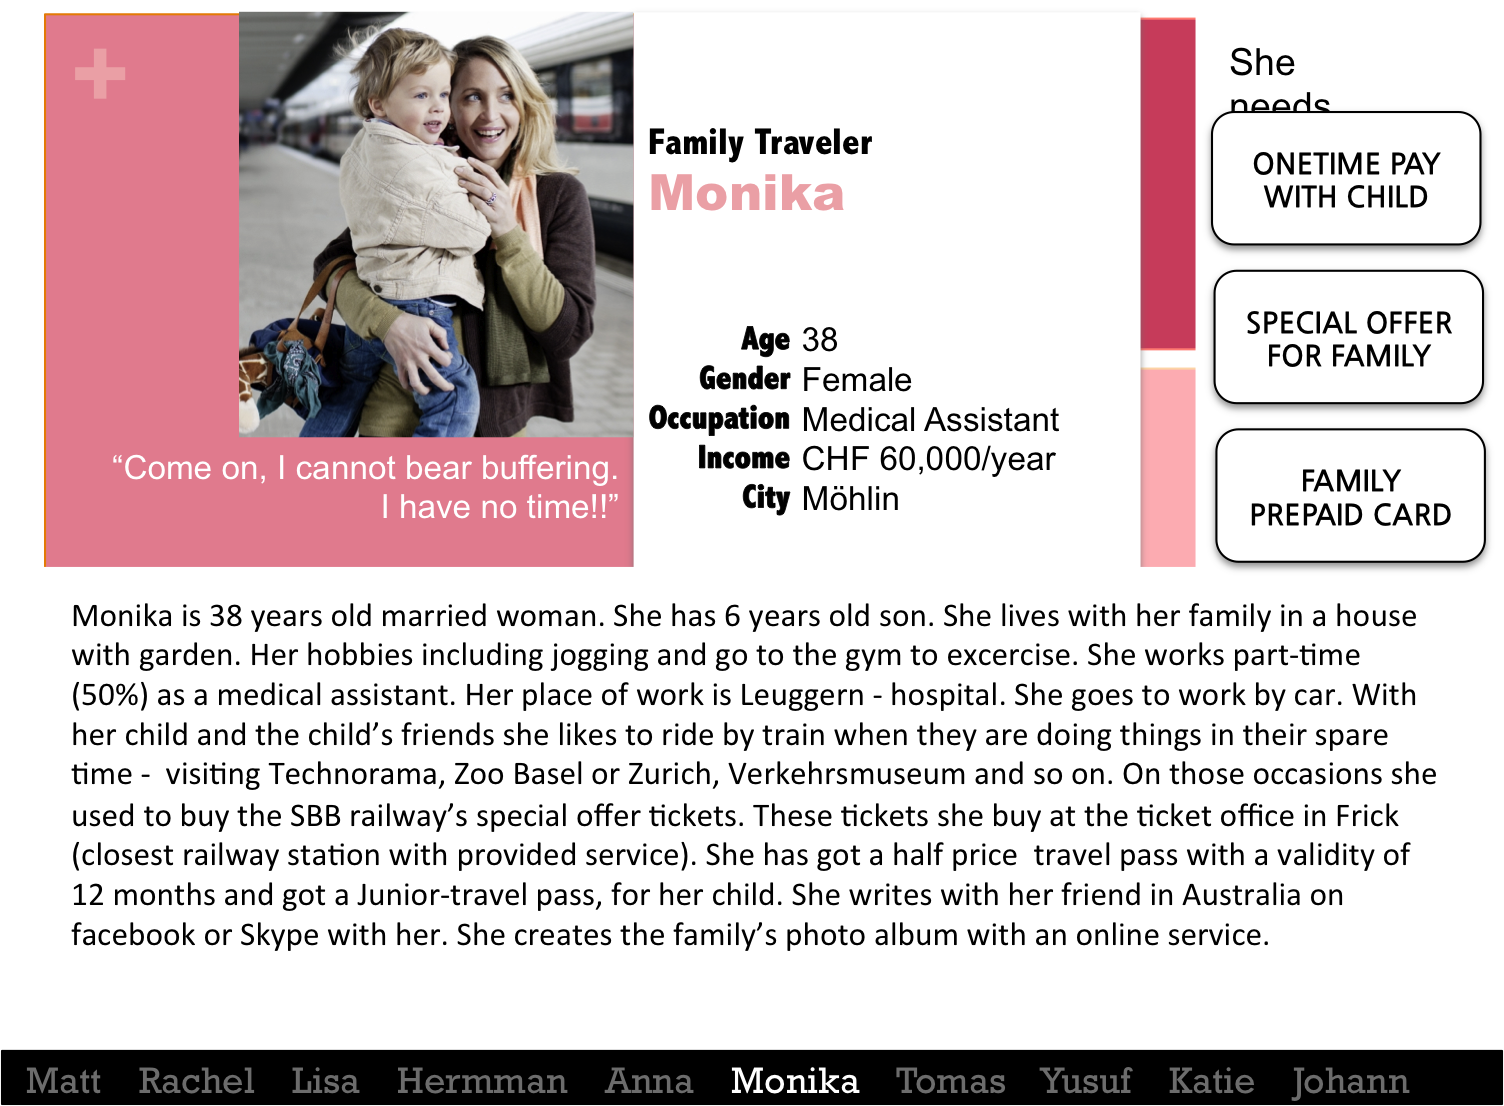 +
She
needs
ONETIME PAY
WITH CHILD
SPECIAL OFFER
FOR FAMILY
FAMILY
PREPAID CARD
Family Traveler
Monika
Age 38
Gender Female
Occupation Medical Assistant
Income CHF 60,000/year
City Möhlin
“Come on, I cannot bear buffering.
I have no time!!”
Monika is 38 years old married woman. She has 6 years old son. She lives with her family in a house
with garden. Her hobbies including jogging and go to the gym to excercise. She works part-time
(50%) as a medical assistant. Her place of work is Leuggern - hospital. She goes to work by car. With
her child and the child’s friends she likes to ride by train when they are doing things in their spare
time -  visiting Technorama, Zoo Basel or Zurich, Verkehrsmuseum and so on. On those occasions she
used to buy the SBB railway’s special offer tickets. These tickets she buy at the ticket office in Frick
(closest railway station with provided service). She has got a half price  travel pass with a validity of
12 months and got a Junior-travel pass, for her child. She writes with her friend in Australia on
facebook or Skype with her. She creates the family’s photo album with an online service.
Matt Rachel Lisa Hermman Anna Monika Tomas Yusuf Katie Johann